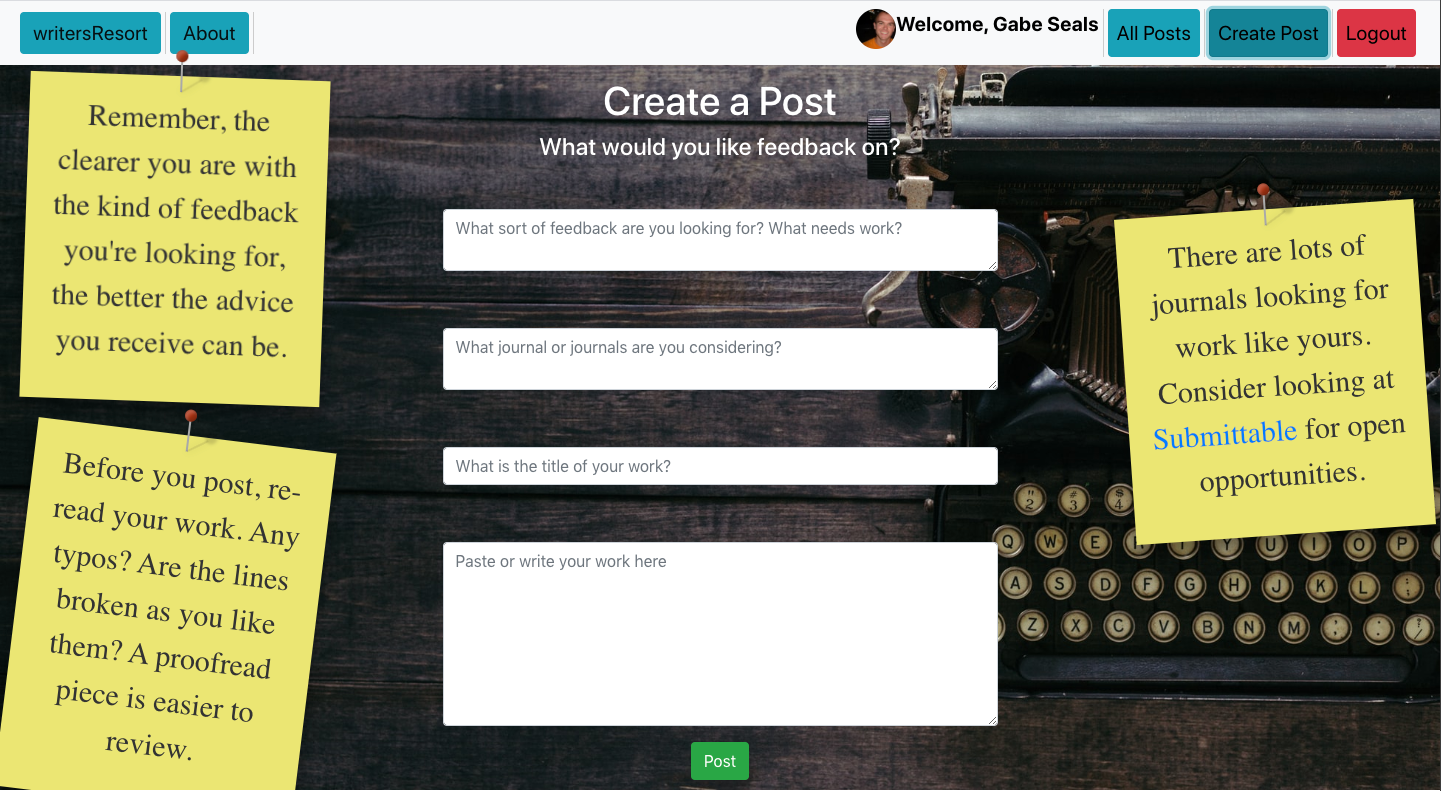 writersResort
About
Welcome, Gabe Seals
All Posts
Create Post
Logout
Create a Post
What would you like feedback on?
Remember, the
clearer you are with
the kind of feedback
you're looking for,
the better the advice
you receive can be.
Before you post, re-
read your work. Any
typos? Are the lines
broken as you like
them? A proofread
piece is easier to
review.
What sort of feedback are you looking for? What needs work?
What journal or journals are you considering?
What is the title of your work?
Paste or write your work here
Post
There are lots of
journals looking for
work like yours.
Consider looking at
Submittable for open
opportunities.
" 2 # 3 $ 4
Q W E T Y U I O P
A S D F G H J K L : ;
Z X C V B N M